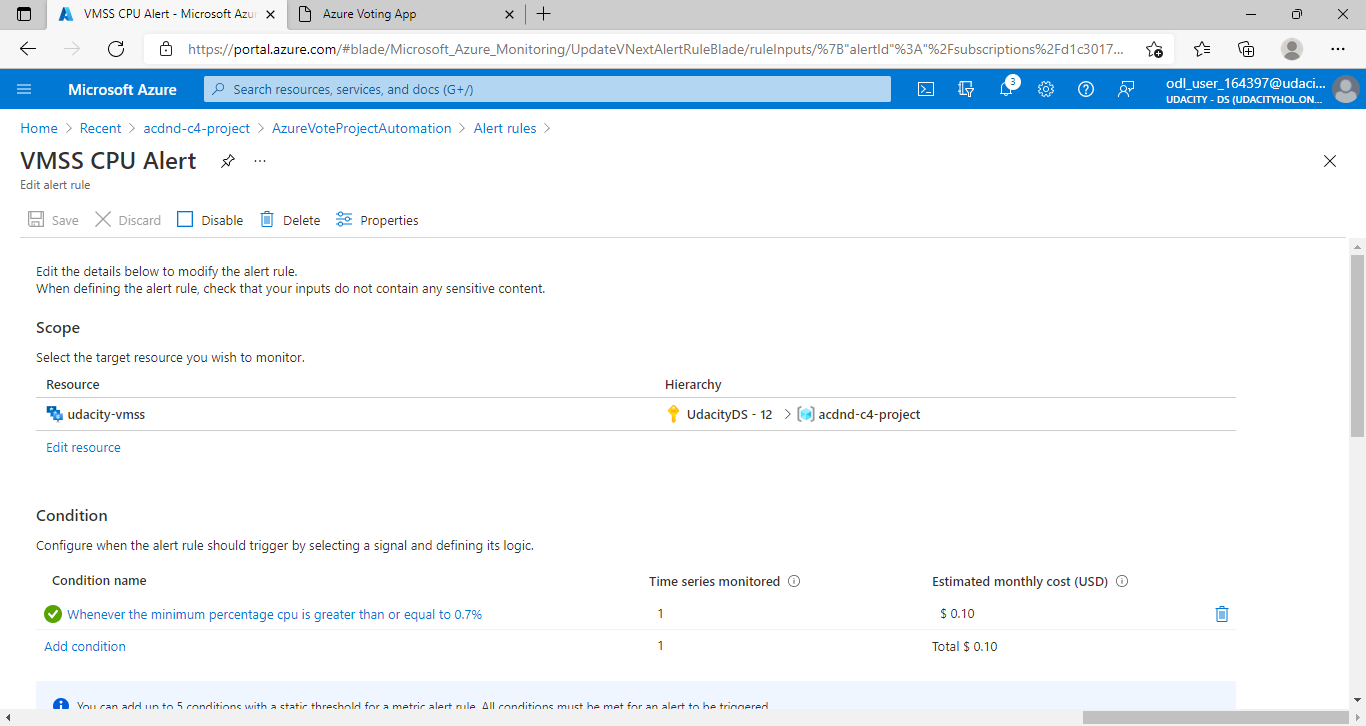 VMSS CPU Alert - Microsoft Azu
Azure Voting App
https://portal.azure.com/#blade/Microsoft_Azure_Monitoring/UpdateVNextAlertRuleBlade/ruleInputs/%7B"alertId"%3A"%2Fsubscriptions%2Fd1c3017...
Microsoft Azure
Search resources, services, and docs (G+/)
3
odl_user_164397@udaci...
UDACITY - DS (UDACITYHOL.ON...
Home > Recent > acdnd-c4-project > AzureVoteProjectAutomation > Alert rules >
VMSS CPU Alert ...
Edit alert rule
Save Discard Disable Delete Properties
Edit the details below to modify the alert rule.
When defining the alert rule, check that your inputs do not contain any sensitive content.
Scope
Select the target resource you wish to monitor.
Resource Hierarchy
udacity-vmss UdacityDS - 12 > acdnd-c4-project
Edit resource
Condition
Configure when the alert rule should trigger by selecting a signal and defining its logic.
Condition name Time series monitored Estimated monthly cost (USD)
Whenever the minimum percentage cpu is greater than or equal to 0.7% 1 $ 0.10
Add condition 1 Total $ 0.10
You can add up to 5 conditions with a static threshold for a metric alert rule. All conditions must be met for an alert to be triggered